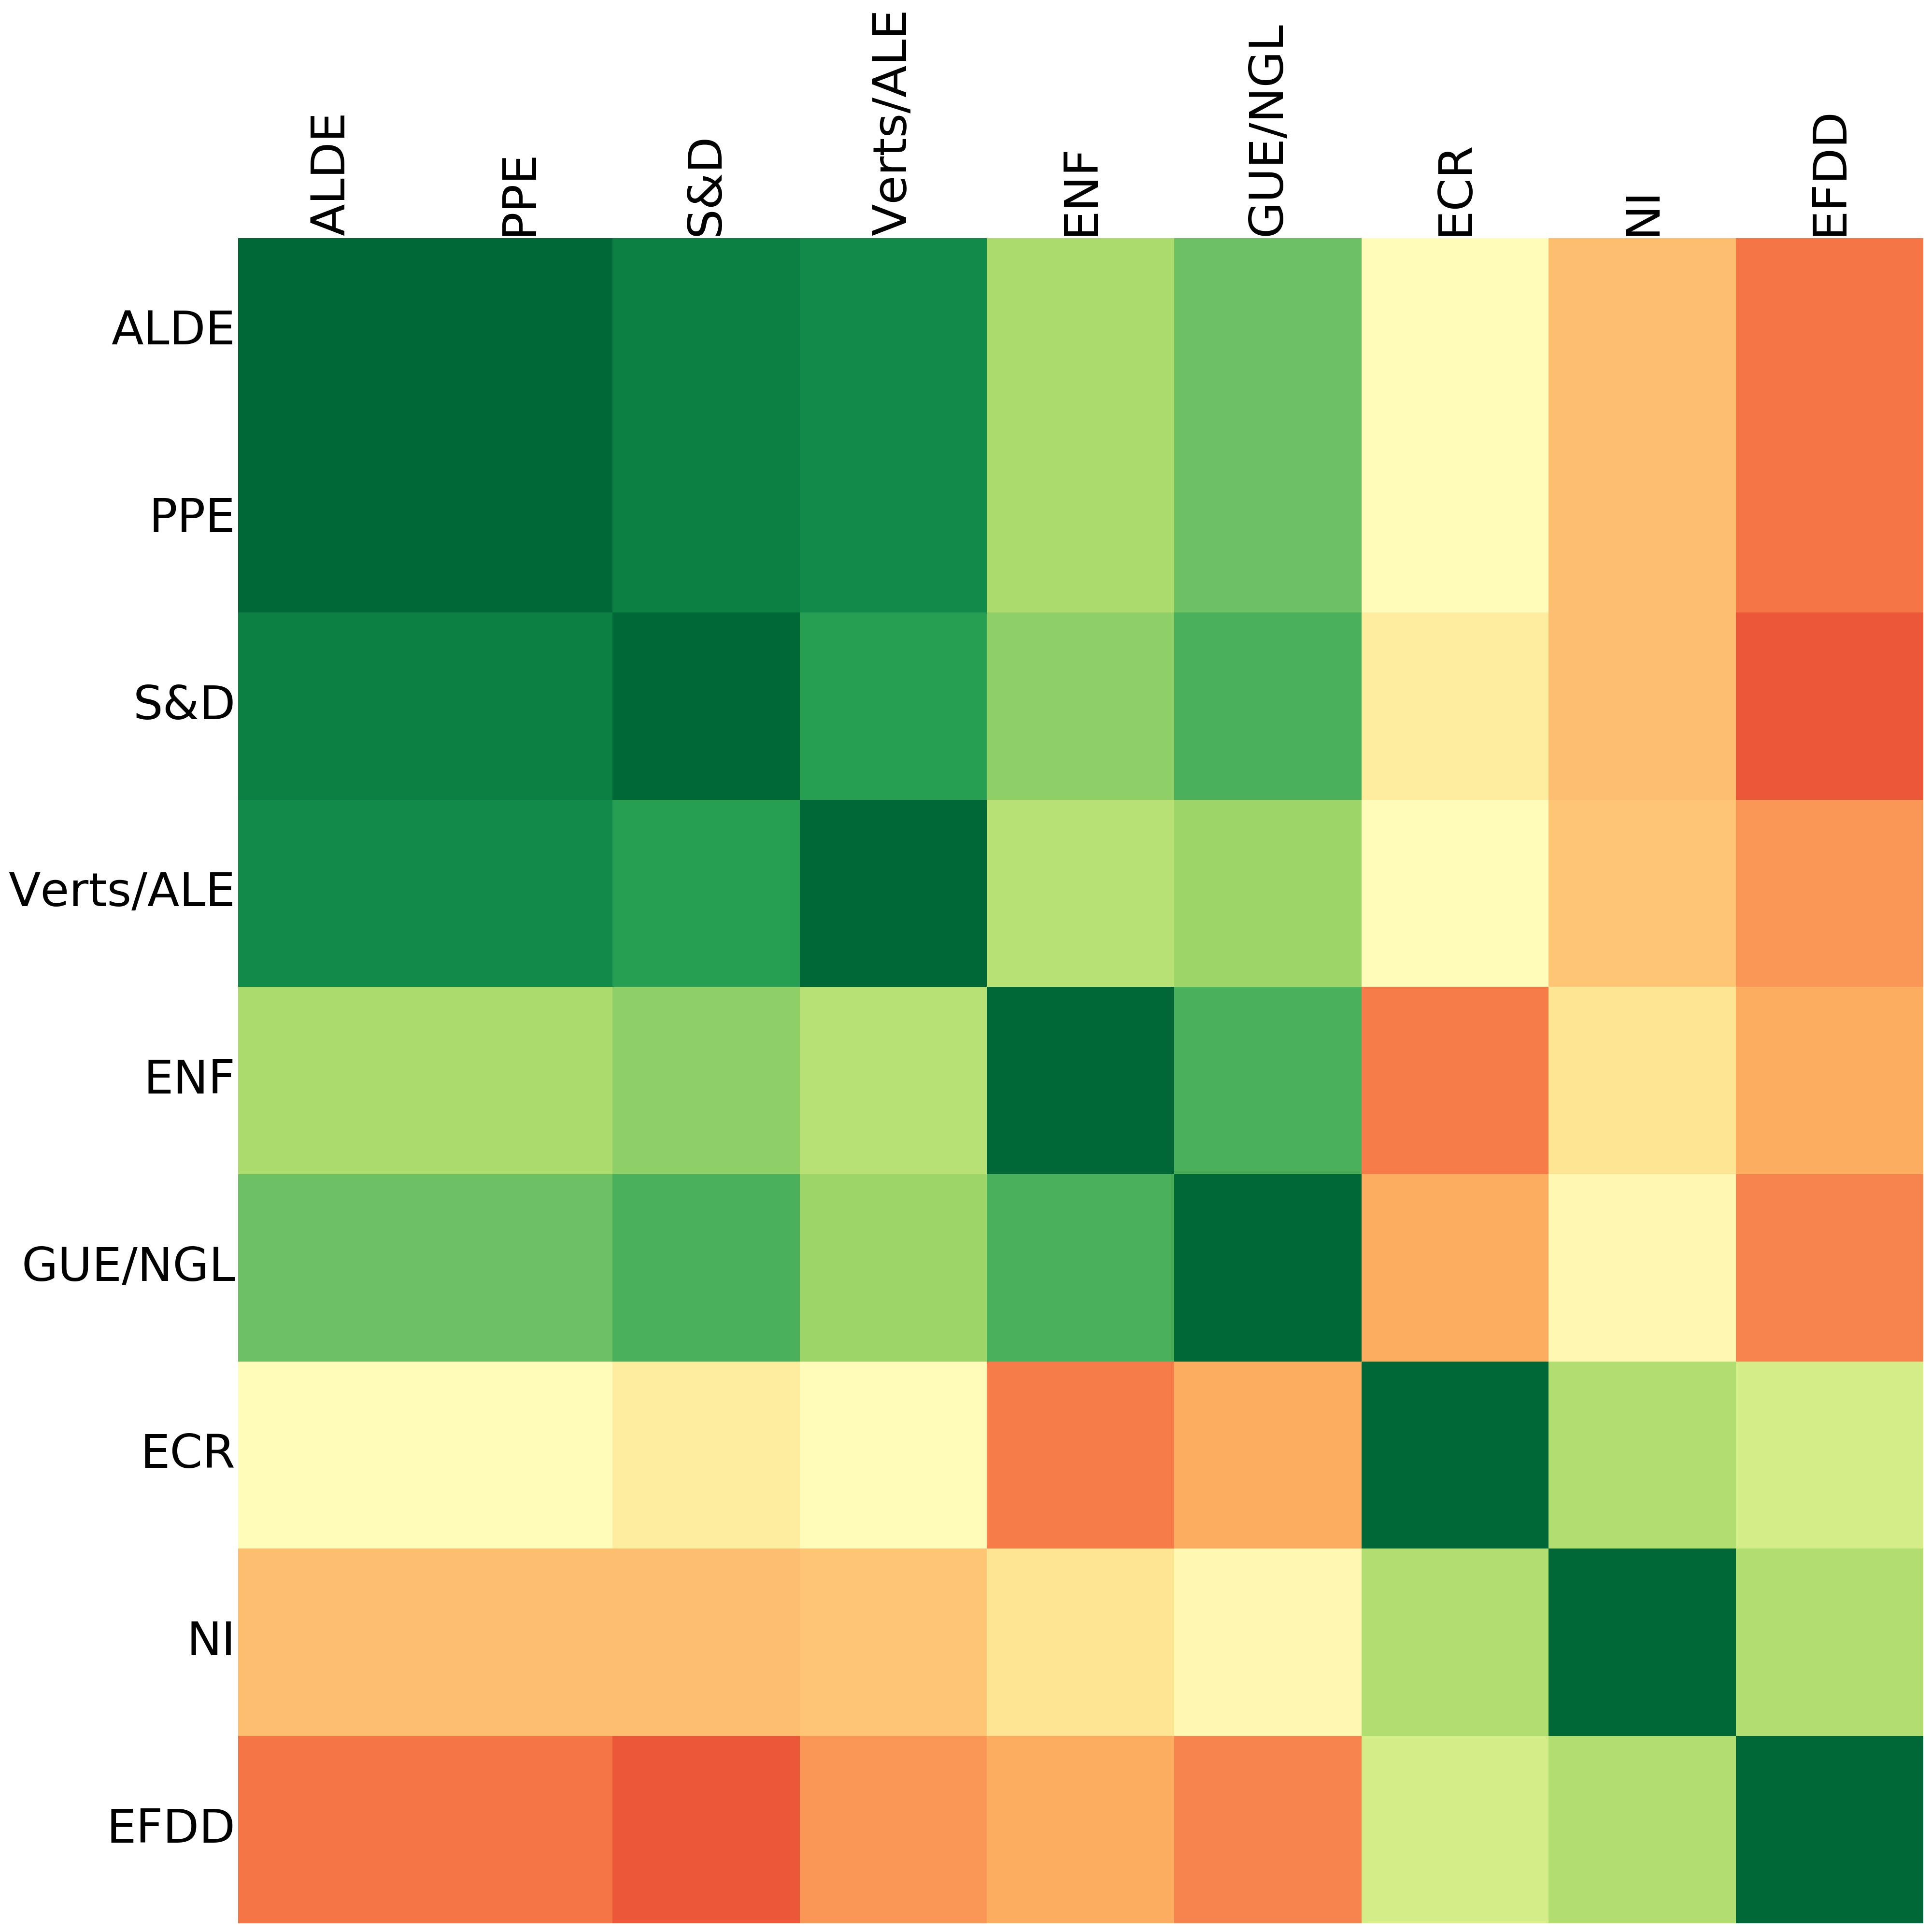 ALDE
PPE
S&D
Verts/ALE
ENF
GUE/NGL
ECR
NI
EFDD
ALDE
PPE
S&D
Verts/ALE
ENF
GUE/NGL
ECR
NI
EFDD